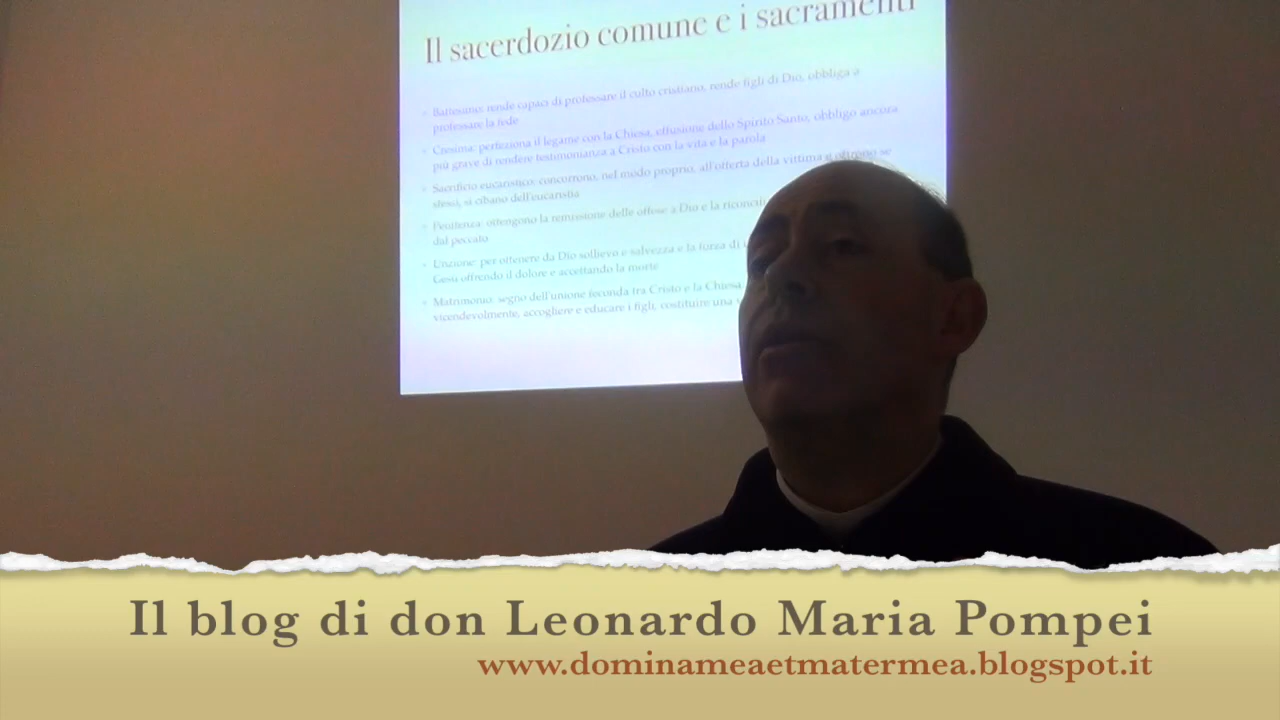 Il sacerdozio comune e i sacramenti
Battesimo: rende capaci di professare il culto cristiano, rende figli di Dio, obbliga a
professare la fede
Cresima: perfeziona il legame con la Chiesa, effusione dello Spirito Santo, obbligo ancora
più grave di rendere testimonianza a Cristo con la vita e la parola
Sacrificio eucaristico: concorrono, nel modo proprio, all'offerta della vittima e offrono se
stessi, si cibano dell'eucaristia
Penitenza: ottengono la remissione delle offese a Dio e la
dal peccato
Unzione: per ottenere da Dio sollievo e salvezza e la forza di
Gesù offrendo il dolore e accettando la morte
Matrimonio: segno dell'unione feconda tra Cristo e la Chiesa
vicendevolmente, accogliere e educare i figli, costituire una
Il blog di don Leonardo Maria Pompei
www.dominameaetmatermea.blogspot.it